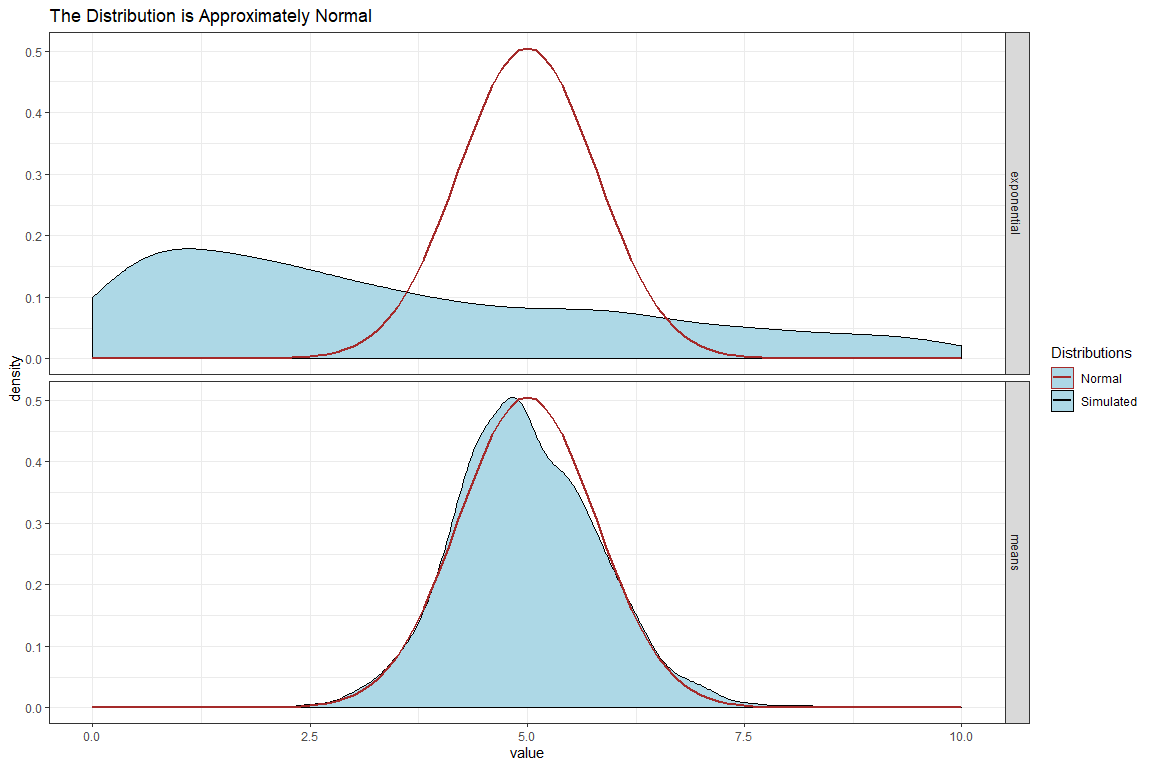 The Distribution is Approximately Normal
density
0.5
0.4
0.3
0.2
0.1
0.0
exponential
0.5
0.4
0.3
0.2
0.1
0.0
means
0.0 2.5 5.0 7.5 10.0
value
Distributions
Normal
Simulated